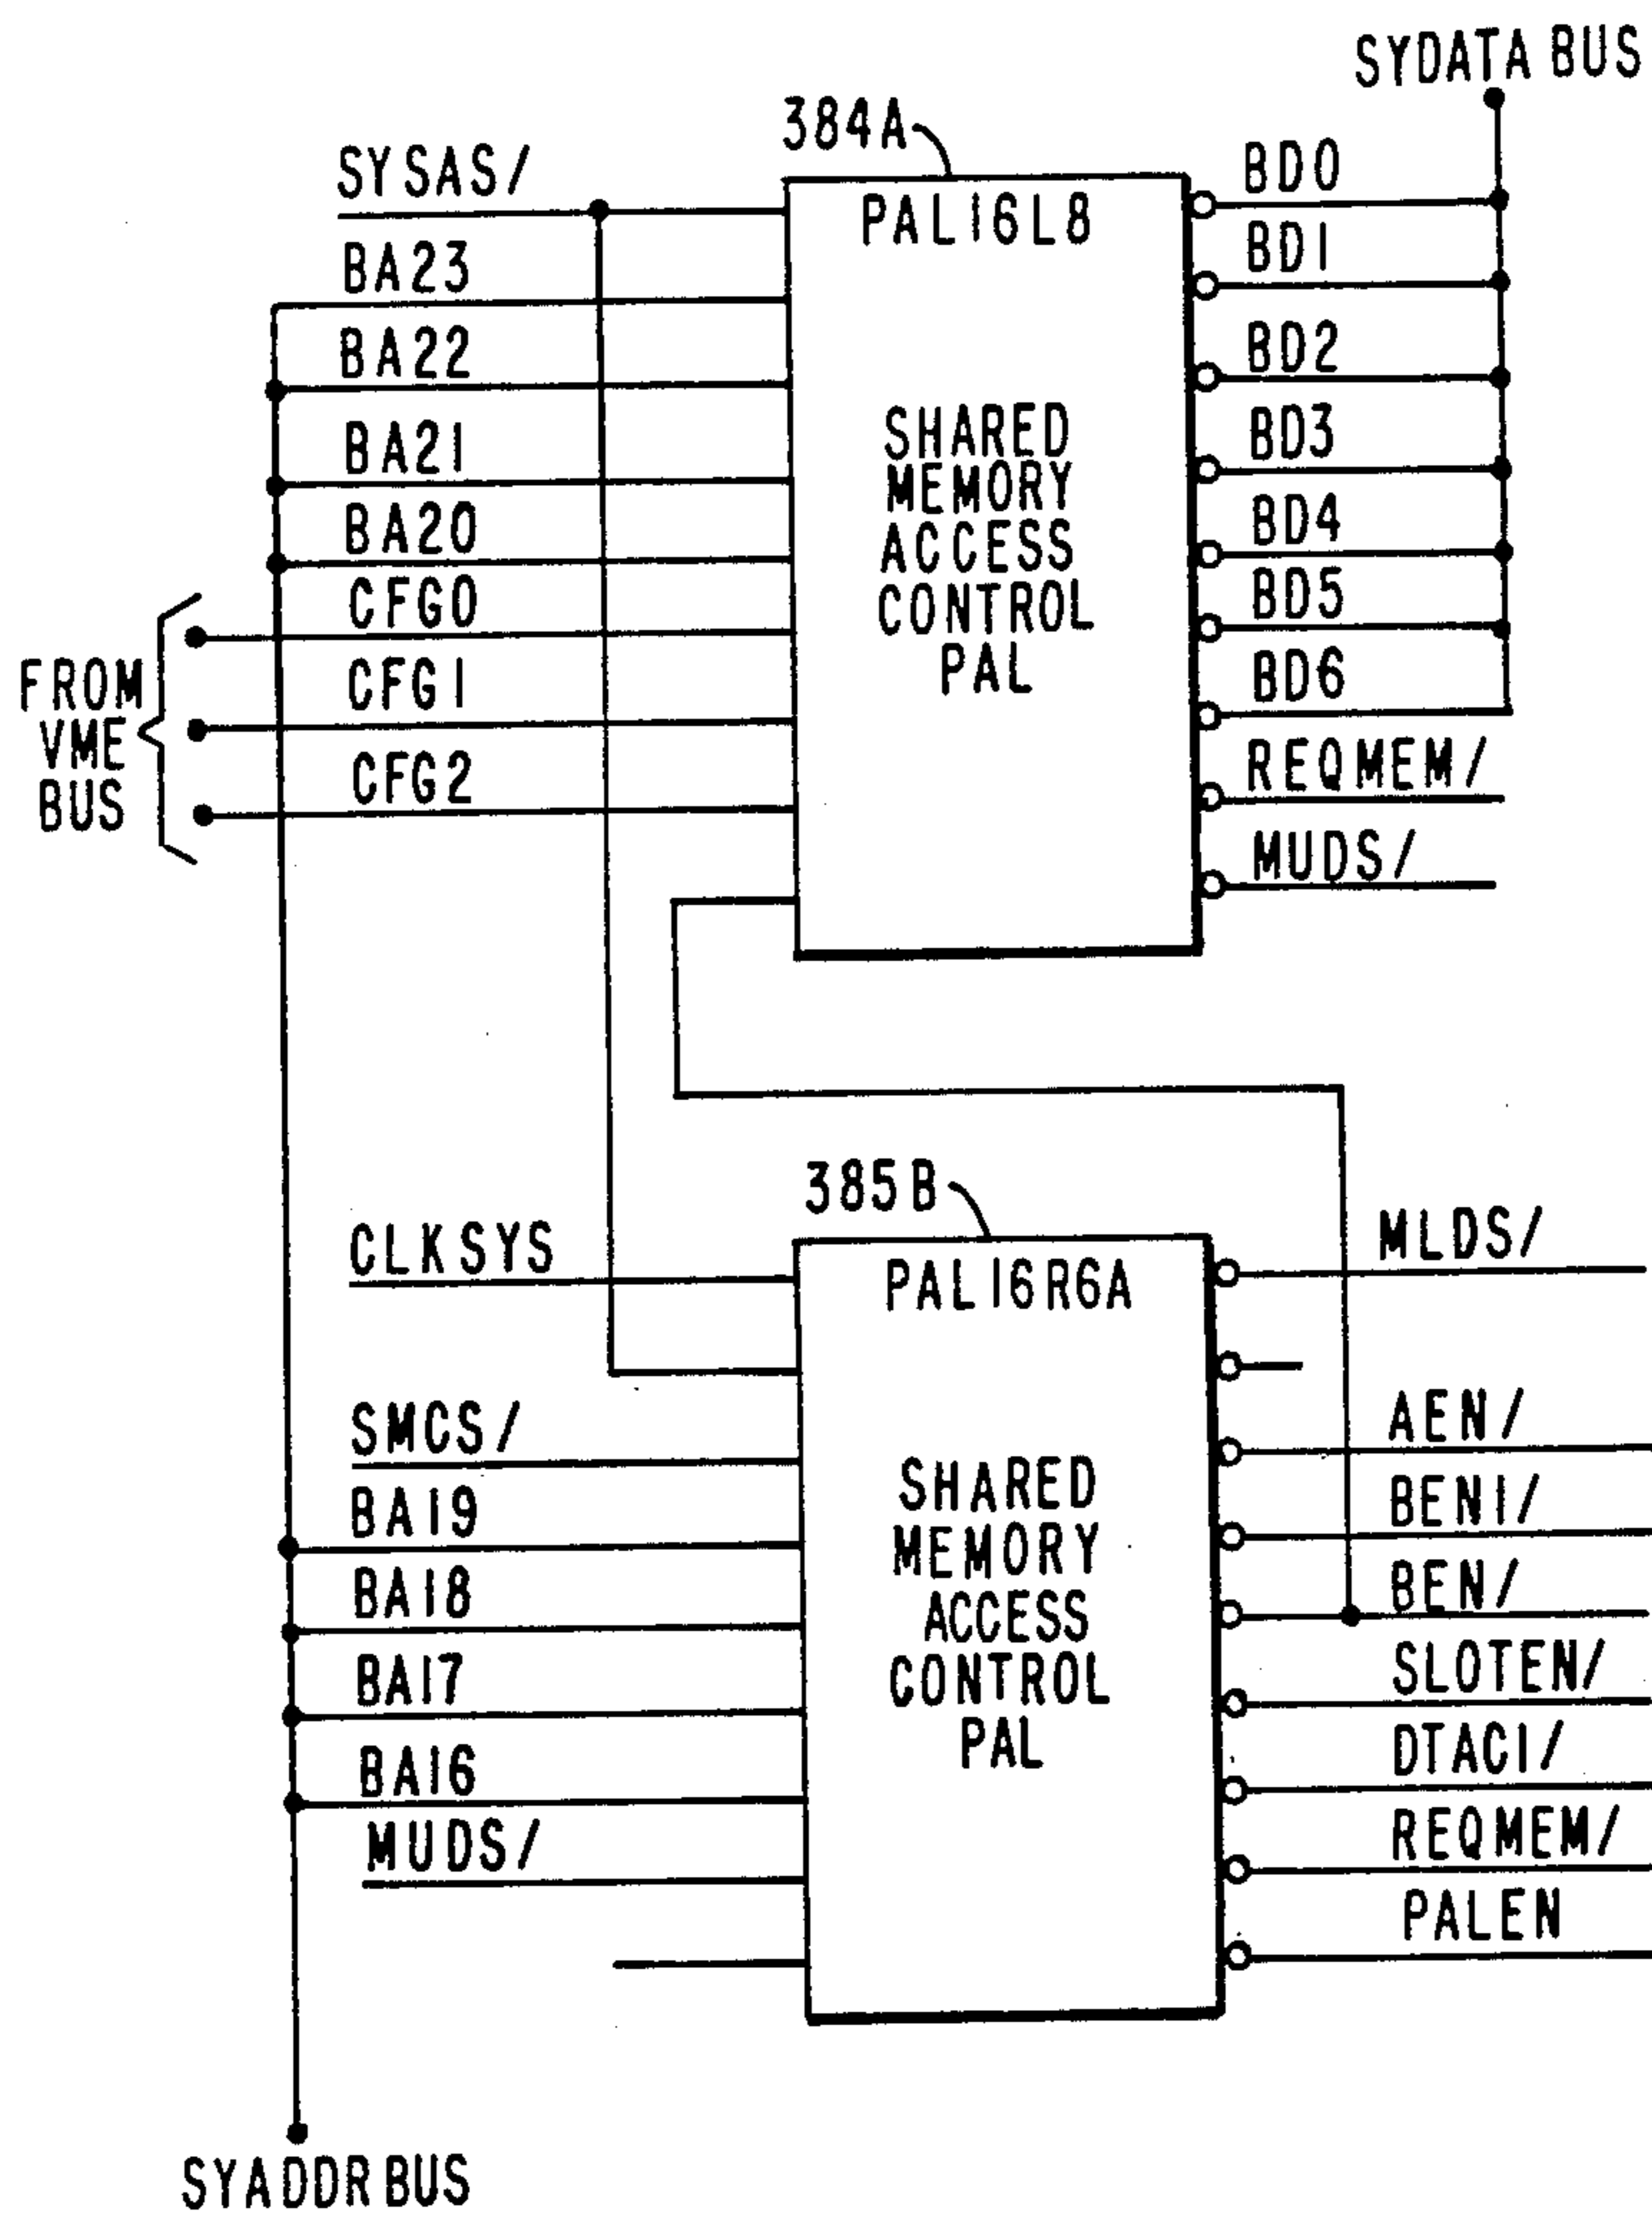 SYDATA BUS
384A
SYSAS/
PAL16L8
BD0
BA23
BD1
BA22
BD2
BA21
BD3
BA20
BD4
CFG0
BD5
CFG1
BD6
CFG2
REQMEM/
MUDS/
SHARED
MEMORY
ACCESS
CONTROL
PAL
FROM
VME
BUS
385B
CLKSYS
PAL16R6A
MLDS/
SMCS/
AEN/
BA19
BEN1/
BA18
BEN/
BA17
SLOTEN/
BA16
DTAC1/
MUDS/
REQMEM/
PALEN
SHARED
MEMORY
ACCESS
CONTROL
PAL
SYADDR BUS